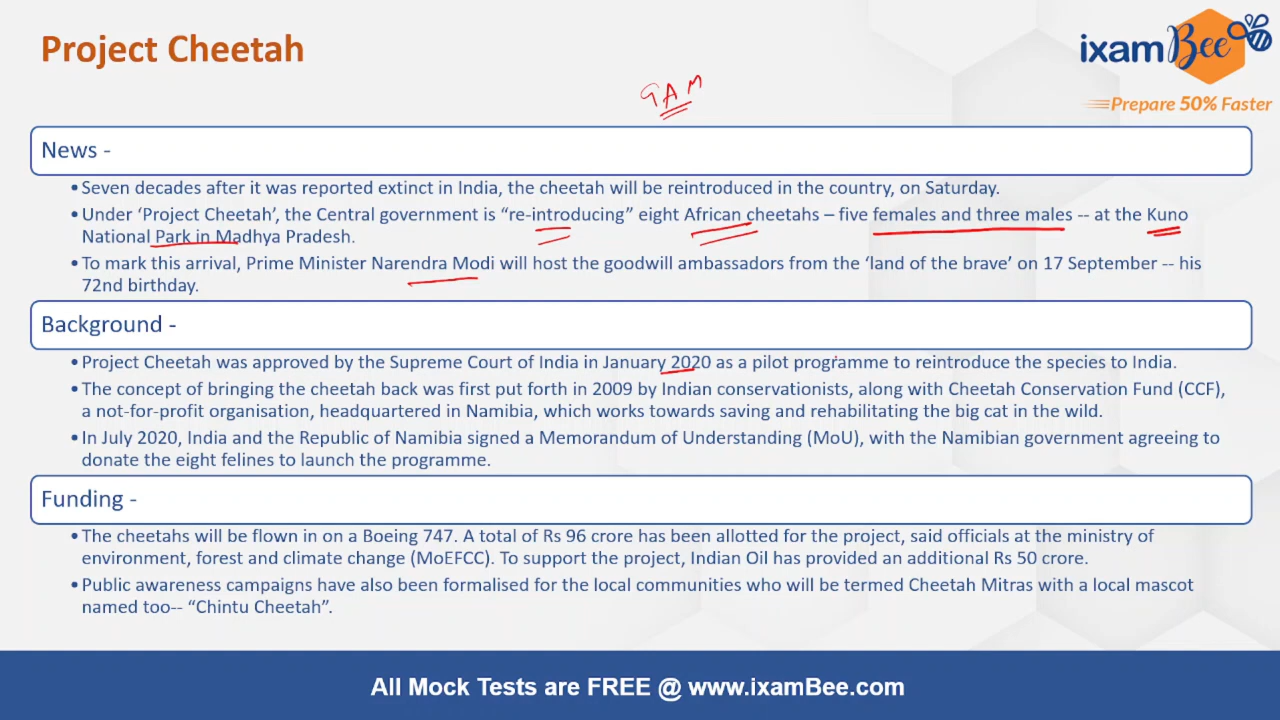 Project Cheetah
ixamBee
Prepare 50% Faster
GAM
News -
•Seven decades after it was reported extinct in India, the cheetah will be reintroduced in the country, on Saturday.
•Under ‘Project Cheetah’, the Central government is “re-introducing” eight African cheetahs – five females and three males -- at the Kuno
National Park in Madhya Pradesh.
•To mark this arrival, Prime Minister Narendra Modi will host the goodwill ambassadors from the ‘land of the brave’ on 17 September -- his
72nd birthday.
Background -
•Project Cheetah was approved by the Supreme Court of India in January 2020 as a pilot programme to reintroduce the species to India.
•The concept of bringing the cheetah back was first put forth in 2009 by Indian conservationists, along with Cheetah Conservation Fund (CCF),
a not-for-profit organisation, headquartered in Namibia, which works towards saving and rehabilitating the big cat in the wild.
•In July 2020, India and the Republic of Namibia signed a Memorandum of Understanding (MoU), with the Namibian government agreeing to
donate the eight felines to launch the programme.
Funding -
•The cheetahs will be flown in on a Boeing 747. A total of Rs 96 crore has been allotted for the project, said officials at the ministry of
environment, forest and climate change (MoEFCC). To support the project, Indian Oil has provided an additional Rs 50 crore.
•Public awareness campaigns have also been formalised for the local communities who will be termed Cheetah Mitras with a local mascot
named too-- “Chintu Cheetah”.
All Mock Tests are FREE @ www.ixamBee.com